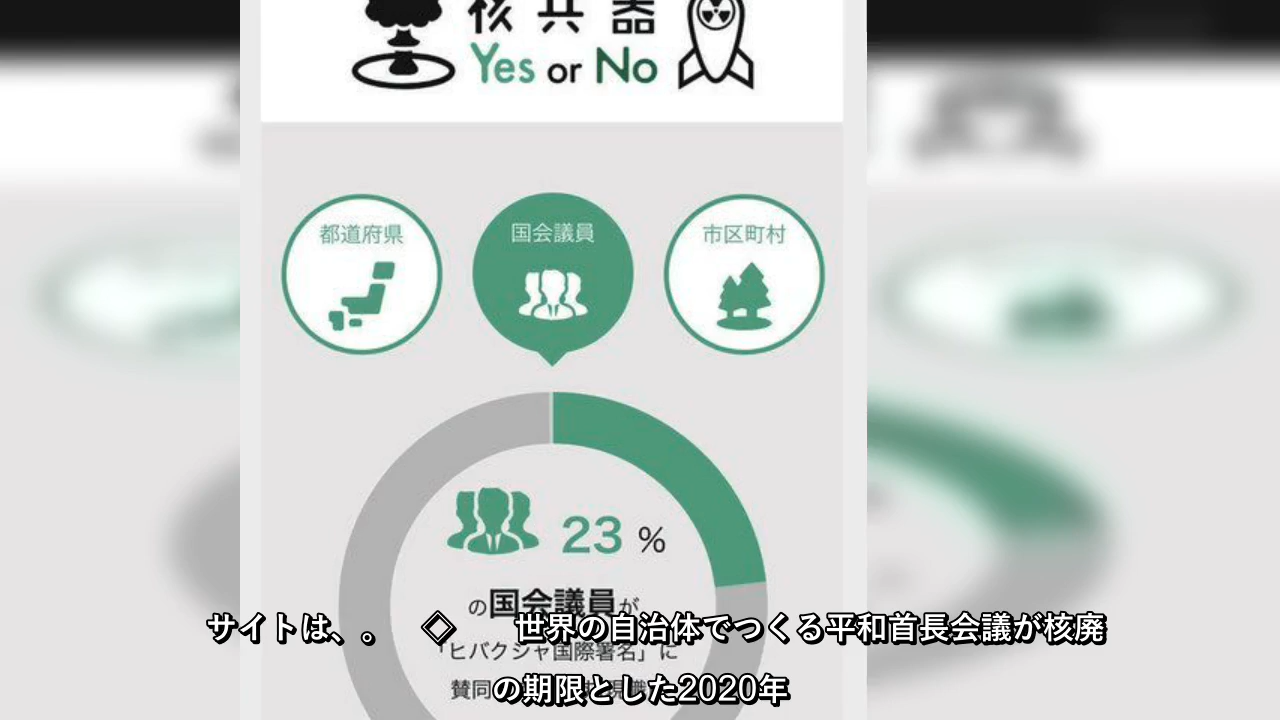 核兵器
Yes or No
都道府県
国会議員
市区町村
23 %
の国会議員が
「ヒバクシャ国際署名」に
賛同
サイトは、。 ◇ 世界の自治体でつくる平和首長会議が核廃
の期限とした2020年